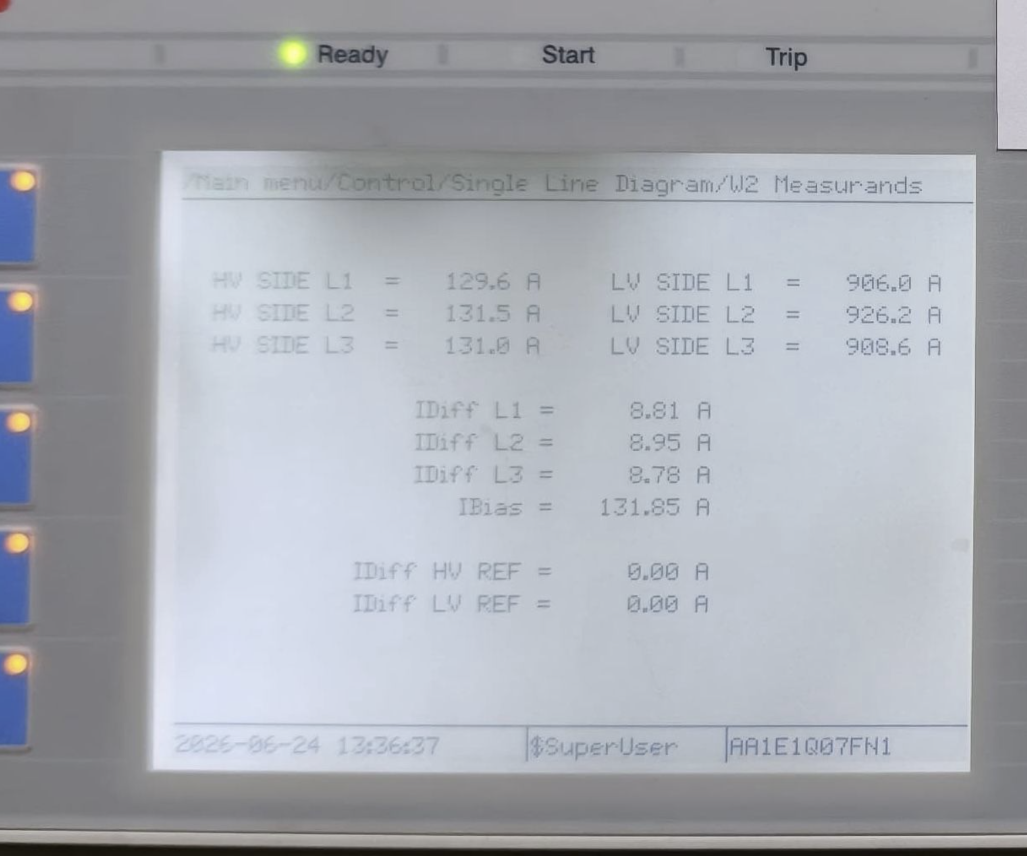 Ready Start Trip
/Main menu/Control/Single Line Diagram/W2 Measurands
HV SIDE L1 = 129.6 A LV SIDE L1 = 906.0 A
HV SIDE L2 = 131.5 A LV SIDE L2 = 926.2 A
HV SIDE L3 = 131.0 A LV SIDE L3 = 908.6 A
IDiff L1 = 8.81 A
IDiff L2 = 8.95 A
IDiff L3 = 8.78 A
IBias = 131.85 A
IDiff HV REF = 0.00 A
IDiff LV REF = 0.00 A
2026-06-24 13:36:37 $SuperUser AA1E1Q07FN1